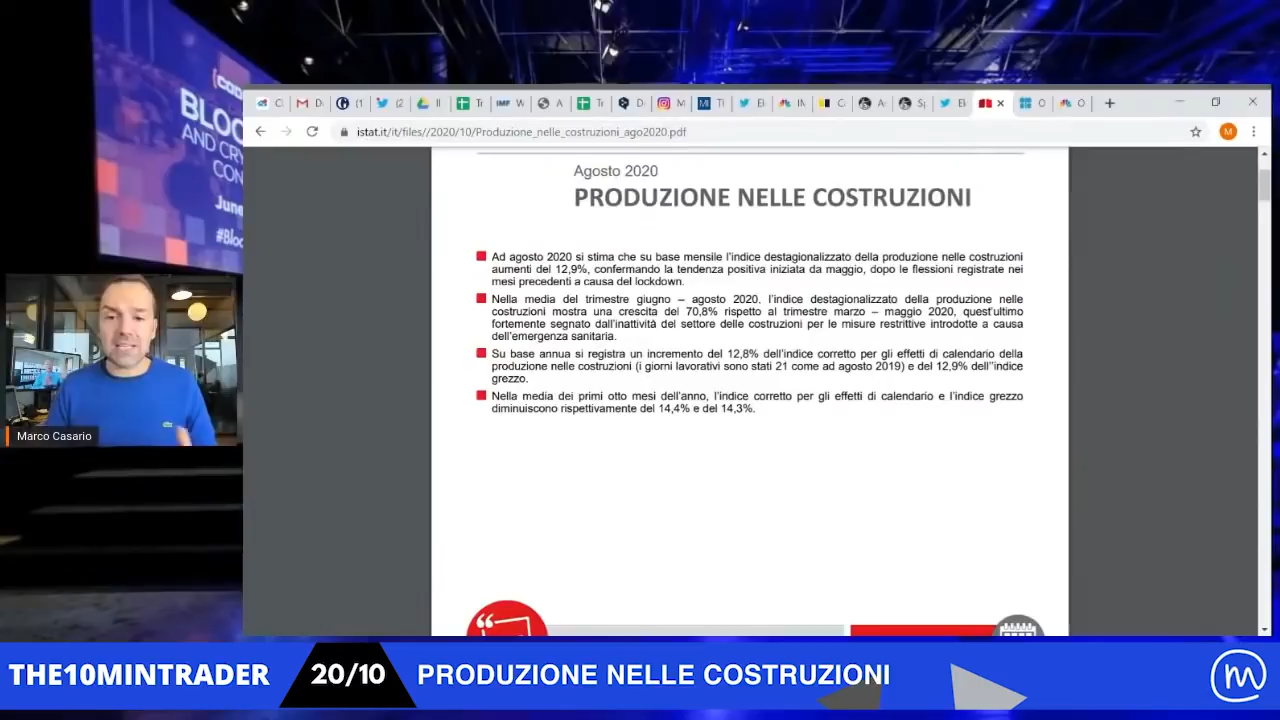 BLOC
AND CRY
CON
June
#Bloc
istat.it/it/files//2020/10/Produzione_nelle_costruzioni_ago2020.pdf
M
Agosto 2020
PRODUZIONE NELLE COSTRUZIONI
Ad agosto 2020 si stima che su base mensile l'indice destagionalizzato della produzione nelle costruzioni
aumenti del 12,9%, confermando la tendenza positiva iniziata da maggio, dopo le flessioni registrate nei
mesi precedenti a causa del lockdown.
Nella media del trimestre giugno – agosto 2020, l'indice destagionalizzato della produzione nelle
costruzioni mostra una crescita del 70,8% rispetto al trimestre marzo – maggio 2020, quest'ultimo
fortemente segnato dall'inattività del settore delle costruzioni per le misure restrittive introdotte a causa
dell'emergenza sanitaria.
Su base annua si registra un incremento del 12,8% dell'indice corretto per gli effetti di calendario della
produzione nelle costruzioni (i giorni lavorativi sono stati 21 come ad agosto 2019) e del 12,9% dell''indice
grezzo.
Nella media dei primi otto mesi dell'anno, l'indice corretto per gli effetti di calendario e l'indice grezzo
diminuiscono rispettivamente del 14,4% e del 14,3%.
Marco Casario
THE10MINTRADER
20/10
PRODUZIONE NELLE COSTRUZIONI
m